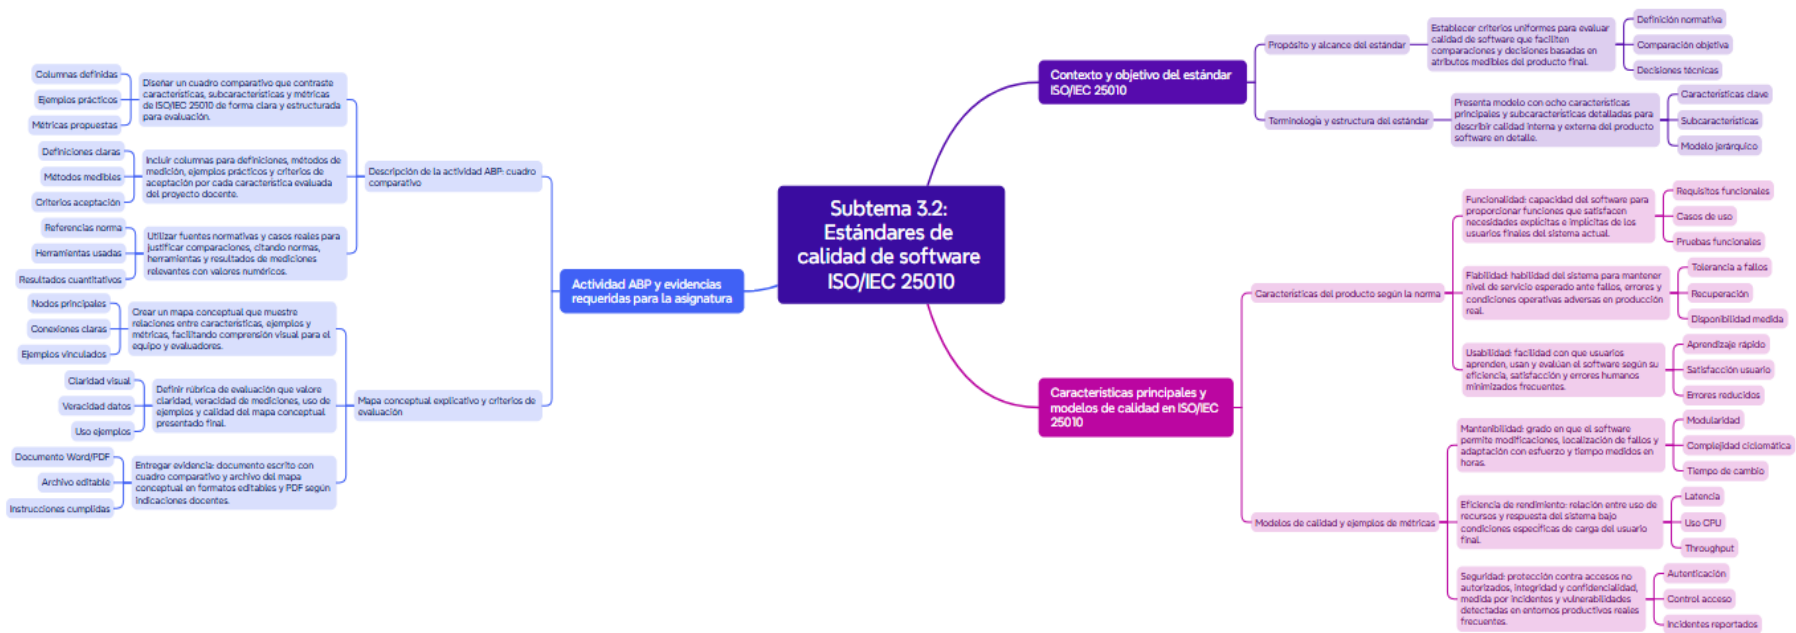 Subtema 3.2:
Estándares de
calidad de software
ISO/IEC 25010
Contexto y objetivo del estándar
ISO/IEC 25010
Propósito y alcance del estándar
Establecer criterios uniformes para evaluar
calidad de software que faciliten
comparaciones y decisiones basadas en
atributos medibles del producto final.
Definición normativa
Comparación objetiva
Decisiones técnicas
Terminología y estructura del estándar
Presenta modelo con ocho características
principales y subcaracterísticas detalladas para
describir calidad interna y externa del producto
software en detalle.
Características clave
Subcaracterísticas
Modelo jerárquico
Características principales y
modelos de calidad en ISO/IEC
25010
Características del producto según la norma
Funcionalidad: capacidad del software para
proporcionar funciones que satisfacen
necesidades explícitas e implícitas de los
usuarios finales del sistema actual.
Requisitos funcionales
Casos de uso
Pruebas funcionales
Fiabilidad: habilidad del sistema para mantener
nivel de servicio esperado ante fallos, errores y
condiciones operativas adversas en producción
real.
Tolerancia a fallos
Recuperación
Disponibilidad medida
Usabilidad: facilidad con que usuarios
aprenden, usan y evalúan el software según su
eficiencia, satisfacción y errores humanos
minimizados frecuentes.
Aprendizaje rápido
Satisfacción usuario
Errores reducidos
Modelos de calidad y ejemplos de métricas
Mantenibilidad: grado en que el software
permite modificaciones, localización de fallos y
adaptación con esfuerzo y tiempo medidos en
horas.
Modularidad
Complejidad ciclomática
Tiempo de cambio
Eficiencia de rendimiento: relación entre uso de
recursos y respuesta del sistema bajo
condiciones específicas de carga del usuario
final.
Latencia
Uso CPU
Throughput
Seguridad: protección contra accesos no
autorizados, integridad y confidencialidad,
medida por incidentes y vulnerabilidades
detectadas en entornos productivos reales
frecuentes.
Autenticación
Control acceso
Incidentes reportados
Actividad ABP y evidencias
requeridas para la asignatura
Descripción de la actividad ABP: cuadro
comparativo
Diseñar un cuadro comparativo que contraste
características, subcaracterísticas y métricas
de ISO/IEC 25010 de forma clara y estructurada
para evaluación.
Columnas definidas
Ejemplos prácticos
Métricas propuestas
Incluir columnas para definiciones, métodos de
medición, ejemplos prácticos y criterios de
aceptación por cada característica evaluada
del proyecto docente.
Definiciones claras
Métodos medibles
Criterios aceptación
Utilizar fuentes normativas y casos reales para
justificar comparaciones, citando normas,
herramientas y resultados de mediciones
relevantes con valores numéricos.
Referencias norma
Herramientas usadas
Resultados cuantitativos
Mapa conceptual explicativo y criterios de
evaluación
Crear un mapa conceptual que muestre
relaciones entre características, ejemplos y
métricas, facilitando comprensión visual para el
equipo y evaluadores.
Nodos principales
Conexiones claras
Ejemplos vinculados
Definir rúbrica de evaluación que valore
claridad, veracidad de mediciones, uso de
ejemplos y calidad del mapa conceptual
presentado final.
Claridad visual
Veracidad datos
Uso ejemplos
Entregar evidencia: documento escrito con
cuadro comparativo y archivo del mapa
conceptual en formatos editables y PDF según
indicaciones docentes.
Documento Word/PDF
Archivo editable
Instrucciones cumplidas